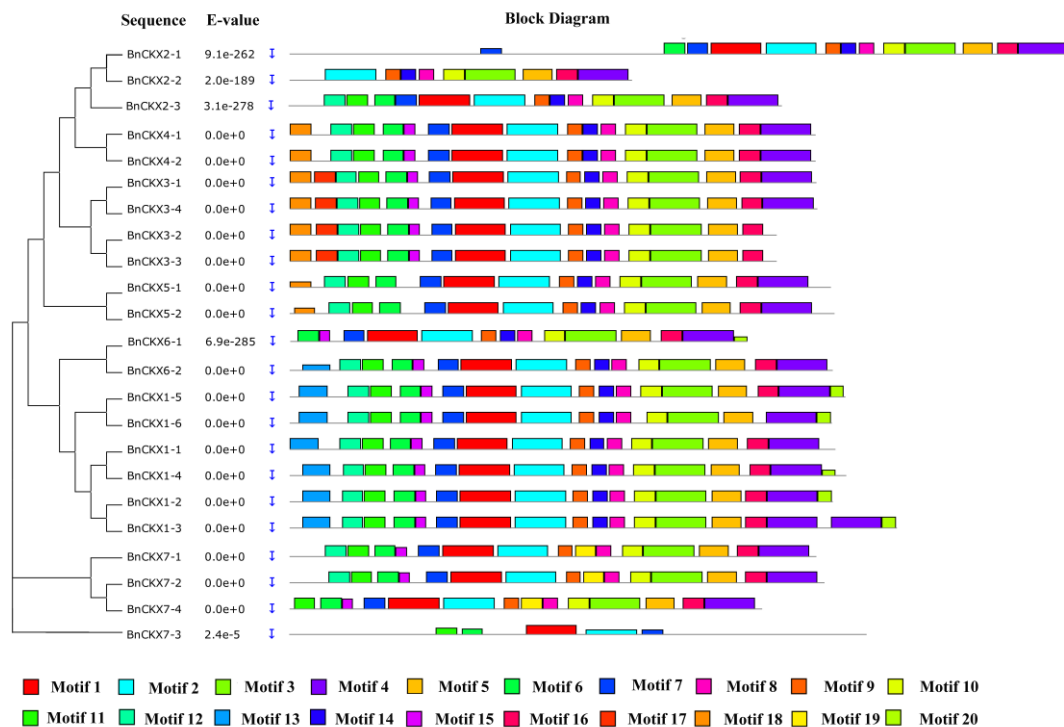 Sequence E-value Block Diagram
BnCKX2-1 9.1e-262
BnCKX2-2 2.0e-189
BnCKX2-3 3.1e-278
BnCKX4-1 0.0e+0
BnCKX4-2 0.0e+0
BnCKX3-1 0.0e+0
BnCKX3-4 0.0e+0
BnCKX3-2 0.0e+0
BnCKX3-3 0.0e+0
BnCKX5-1 0.0e+0
BnCKX5-2 0.0e+0
BnCKX6-1 6.9e-285
BnCKX6-2 0.0e+0
BnCKX1-5 0.0e+0
BnCKX1-6 0.0e+0
BnCKX1-1 0.0e+0
BnCKX1-4 0.0e+0
BnCKX1-2 0.0e+0
BnCKX1-3 0.0e+0
BnCKX7-1 0.0e+0
BnCKX7-2 0.0e+0
BnCKX7-4 0.0e+0
BnCKX7-3 2.4e-5
Motif 1 Motif 2 Motif 3 Motif 4 Motif 5 Motif 6 Motif 7 Motif 8 Motif 9 Motif 10
Motif 11 Motif 12 Motif 13 Motif 14 Motif 15 Motif 16 Motif 17 Motif 18 Motif 19 Motif 20